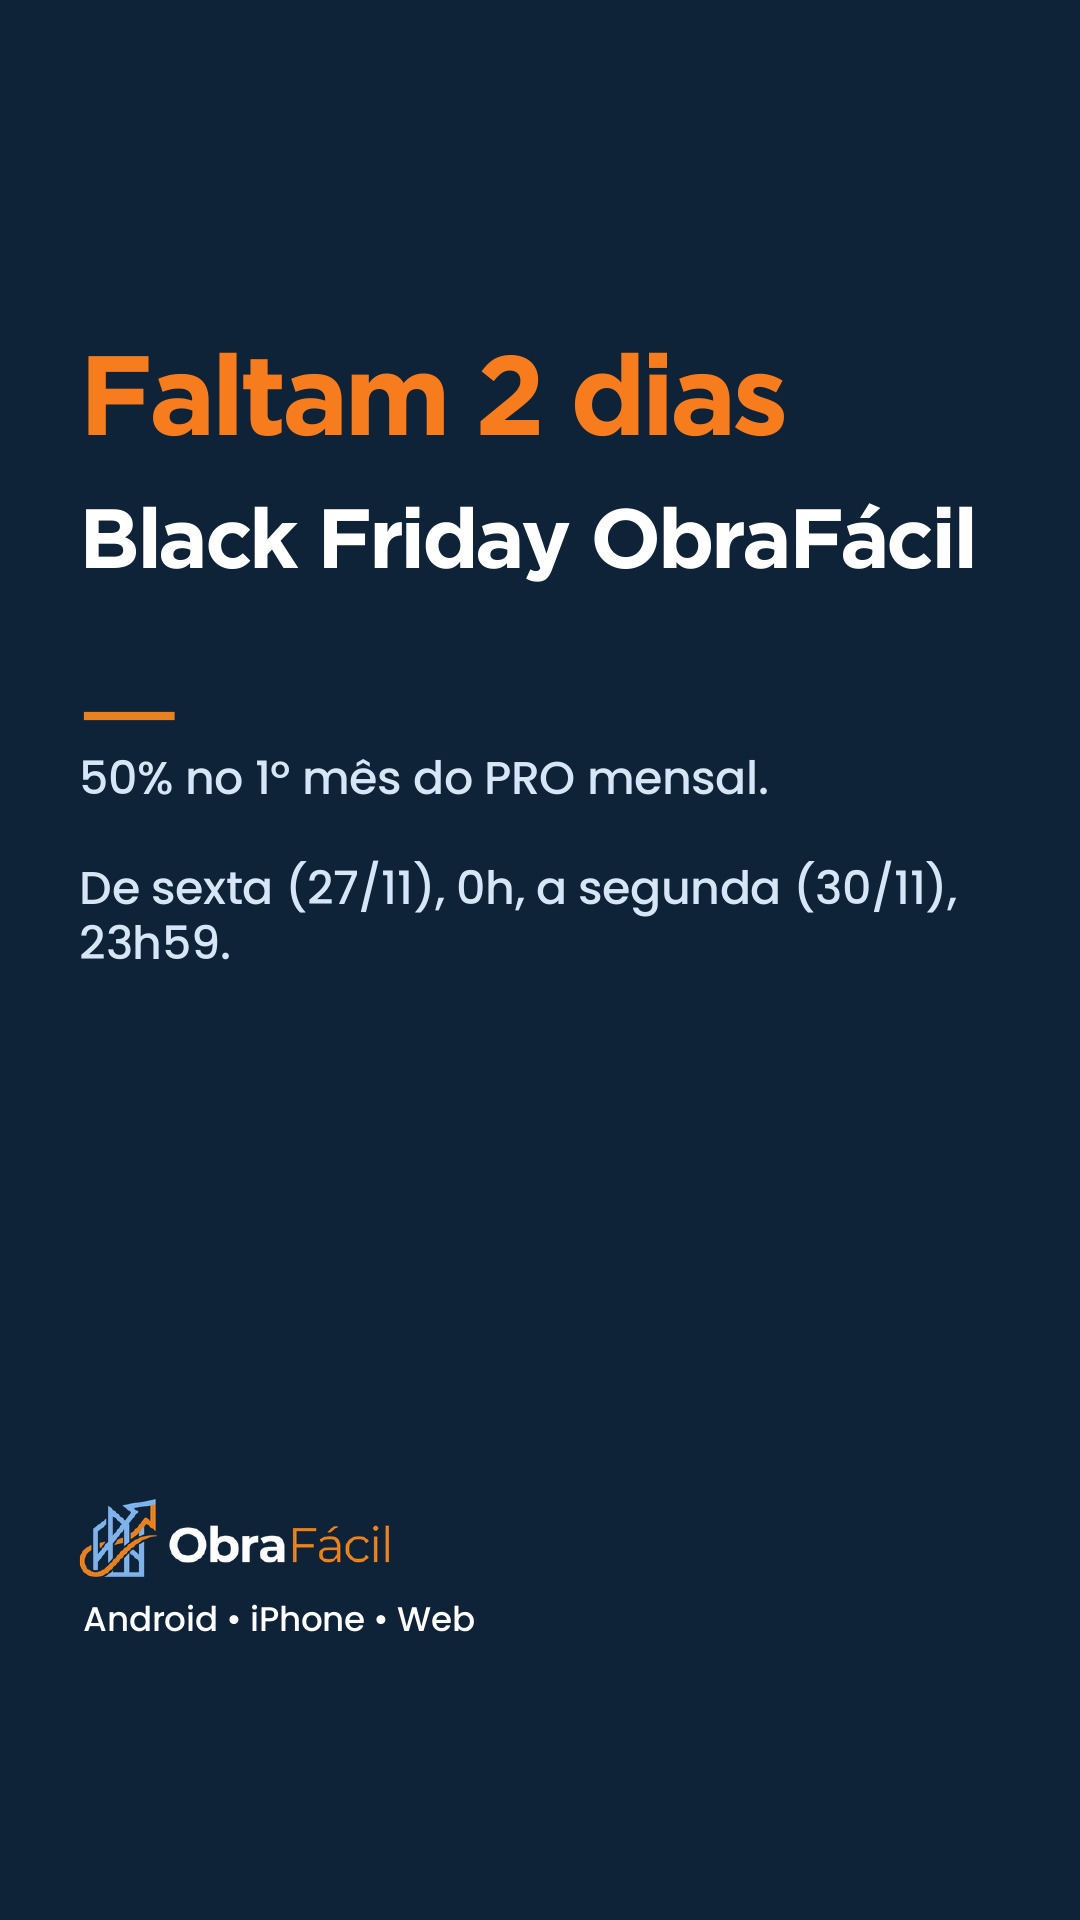 Faltam 2 dias
Black Friday ObraFácil
50% no 1º mês do PRO mensal.
De sexta (27/11), 0h, a segunda (30/11),
23h59.
ObraFácil
Android • iPhone • Web